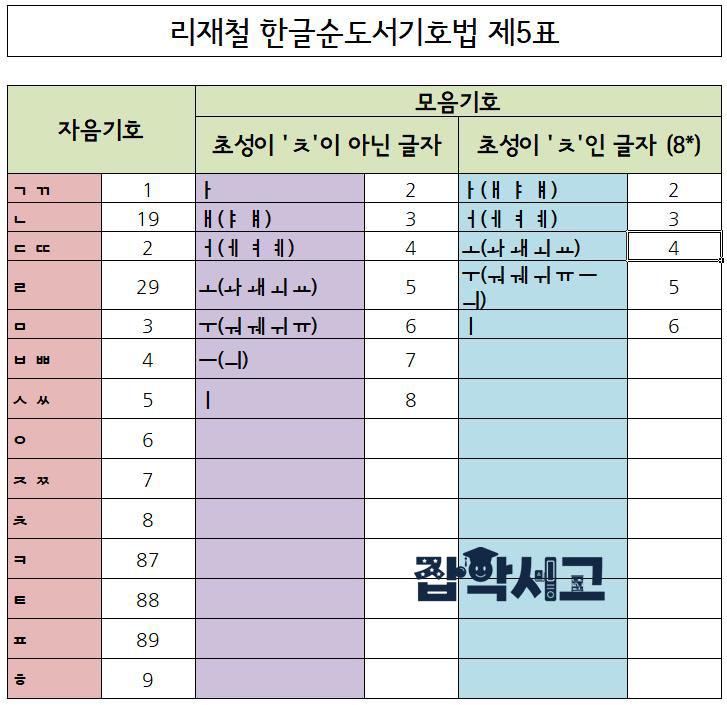 리재철 한글순도서기호법 제5표
자음기호 모음기호
초성이 'ㅊ'이 아닌 글자 초성이 'ㅊ'인 글자 (8*)
ㄱ ㄲ 1 ㅏ 2 ㅏ(ㅐ ㅑ ㅒ) 2
ㄴ 19 ㅐ(ㅑ ㅒ) 3 ㅓ(ㅔ ㅕ ㅖ) 3
ㄷ ㄸ 2 ㅓ(ㅔ ㅕ ㅖ) 4 ㅗ(ㅘ ㅙ ㅚ ㅛ) 4
ㄹ 29 ㅗ(ㅘ ㅙ ㅚ ㅛ) 5 ㅜ(ㅝ ㅞ ㅟ ㅠ ㅡ
ㅢ) 5
ㅁ 3 ㅜ(ㅝ ㅞ ㅟ ㅠ) 6 ㅣ 6
ㅂ ㅃ 4 ㅡ(ㅢ) 7
ㅅ ㅆ 5 ㅣ 8
ㅇ 6
ㅈ ㅉ 7
ㅊ 8
ㅋ 87
잡학세고
ㅌ 88
ㅍ 89
ㅎ 9